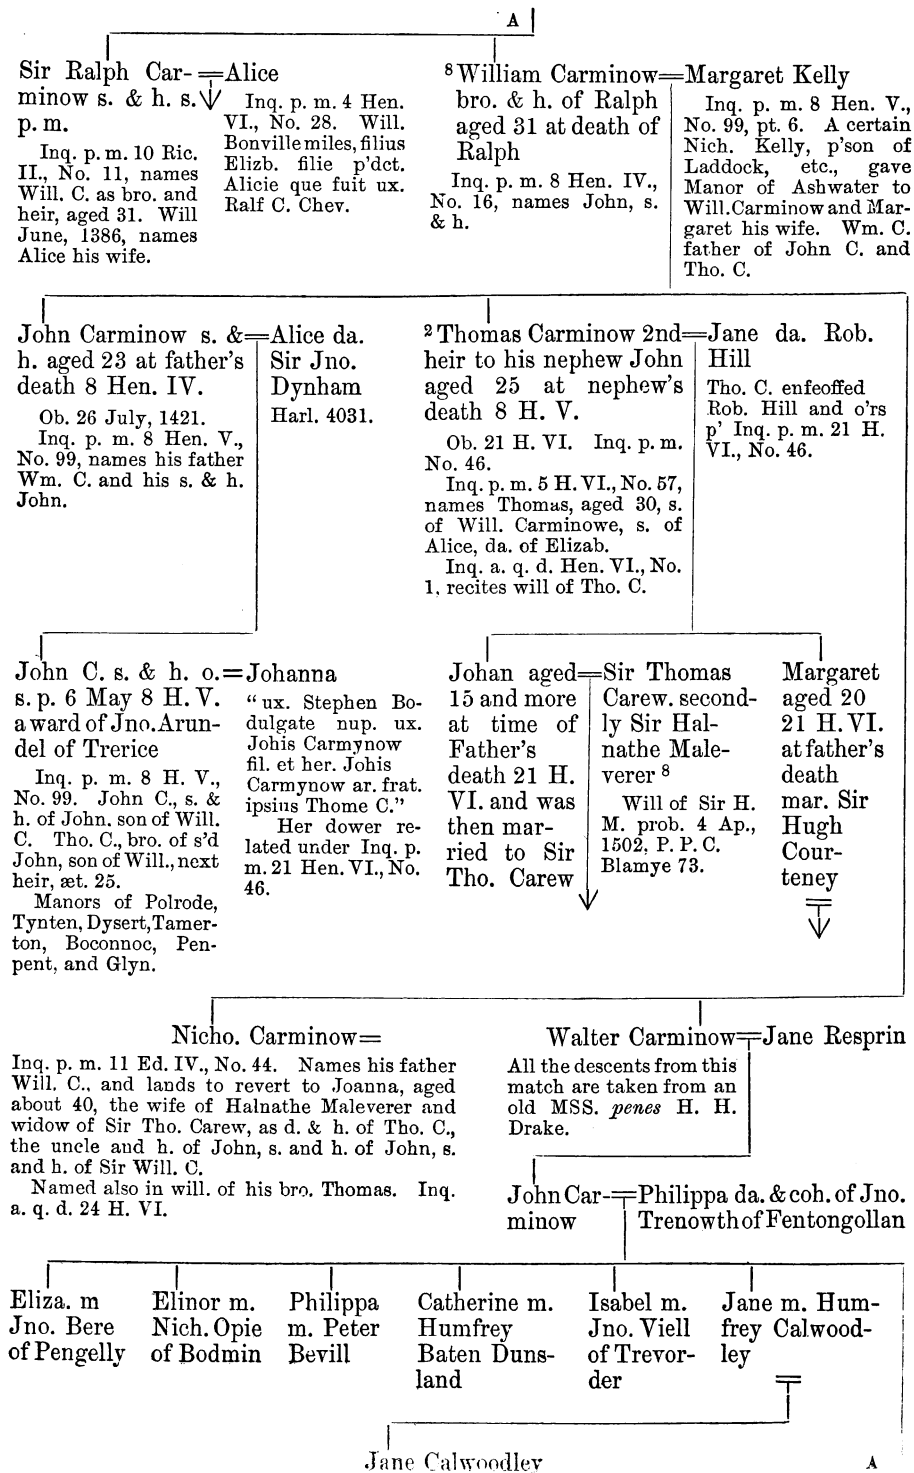 A
Sir Ralph Car-
minow s. & h. s.
p. m.
Inq. p. m. 10 Ric.
II., No. 11, names
Will. C. as bro. and
heir, aged 31. Will
June, 1386, names
Alice his wife.
=Alice
Inq. p. m. 4 Hen.
VI., No. 28. Will.
Bonville miles, filius
Elizb. filie p'dct.
Alicie que fuit ux.
Ralf C. Chev.
8 William Carminow=
bro. & h. of Ralph
aged 31 at death of
Ralph
Inq. p. m. 8 Hen. IV.,
No. 16, names John, s.
& h.
Margaret Kelly
Inq. p. m. 8 Hen. V.,
No. 99, pt. 6. A certain
Nich. Kelly, p'son of
Laddock, etc., gave
Manor of Ashwater to
Will. Carminow and Mar-
garet his wife. Wm. C.
father of John C. and
Tho. C.
John Carminow s. &=
h. aged 23 at father's
death 8 Hen. IV.
Ob. 26 July, 1421.
Inq. p. m. 8 Hen. V.,
No. 99, names his father
Wm. C. and his s. & h.
John.
Alice da.
Sir Jno.
Dynham
Harl. 4031.
2 Thomas Carminow 2nd=
heir to his nephew John
aged 25 at nephew's
death 8 H. V.
Ob. 21 H. VI. Inq. p. m.
No. 46.
Inq. p. m. 5 H. VI., No. 57,
names Thomas, aged 30, s.
of Will. Carminowe, s. of
Alice, da. of Elizab.
Inq. a. q. d. Hen. VI., No.
1, recites will of Tho. C.
Jane da. Rob.
Hill
Tho. C. enfeoffed
Rob. Hill and o'rs
p' Inq. p. m. 21 H.
VI., No. 46.
John C. s. & h. o.=
s. p. 6 May 8 H. V.
a ward of Jno. Arun-
del of Trerice
Inq. p. m. 8 H. V.,
No. 99. John C., s. &
h. of John, son of Will.
C. Tho. C., bro. of s'd
John, son of Will., next
heir, æt. 25.
Manors of Polrode,
Tynten, Dysert, Tamer-
ton, Boconnoc, Pen-
pent, and Glyn.
Johanna
"ux. Stephen Bo-
dulgate nup. ux.
Johis Carmynow
fil. et her. Johis
Carmynow ar. frat.
ipsius Thome C."
Her dower re-
lated under Inq. p.
m. 21 Hen. VI., No.
46.
Johan aged=
15 and more
at time of
Father's
death 21 H.
VI. and was
then mar-
ried to Sir
Tho. Carew
Sir Thomas
Carew. second-
ly Sir Hal-
nathe Male-
verer 8
Will of Sir H.
M. prob. 4 Ap.,
1502, P. P. C.
Blamye 73.
Margaret
aged 20
21 H. VI.
at father's
death
mar. Sir
Hugh
Cour-
teney
Nicho. Carminow=
Inq. p. m. 11 Ed. IV., No. 44. Names his father
Will. C., and lands to revert to Joanna, aged
about 40, the wife of Halnathe Maleverer and
widow of Sir Tho. Carew, as d. & h. of Tho. C.,
the uncle and h. of John, s. and h. of John, s.
and h. of Sir Will. C.
Named also in will. of his bro. Thomas. Inq.
a. q. d. 24 H. VI.
Walter Carminow=Jane Resprin
All the descents from this
match are taken from an
old MSS. penes H. H.
Drake.
John Car-=
minow
Philippa da. & coh. of Jno.
Trenowth of Fentongollan
Eliza. m
Jno. Bere
of Pengelly
Elinor m.
Nich. Opie
of Bodmin
Philippa
m. Peter
Bevill
Catherine m.
Humfrey
Baten Duns-
land
Isabel m.
Jno. Viell
of Trevor-
der
Jane m. Hum-
frey Calwood-
ley
Jane Calwoodley
A